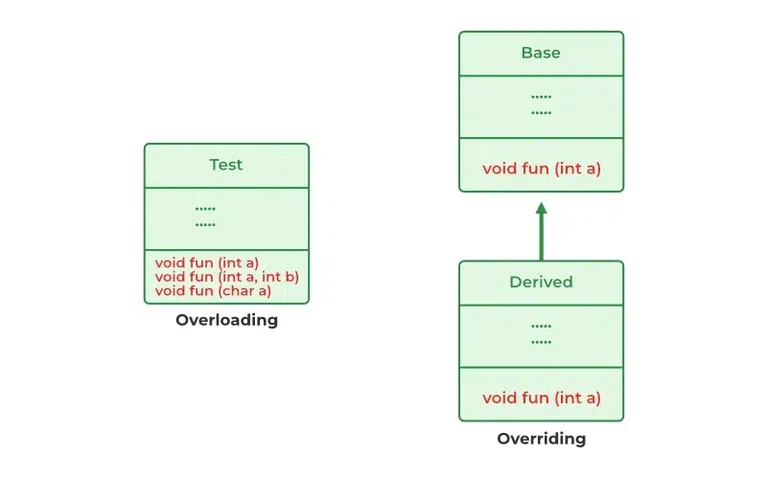 Test
.....
.....
void fun (int a)
void fun (int a, int b)
void fun (char a)
Overloading
Base
.....
.....
void fun (int a)
Derived
.....
.....
void fun (int a)
Overriding